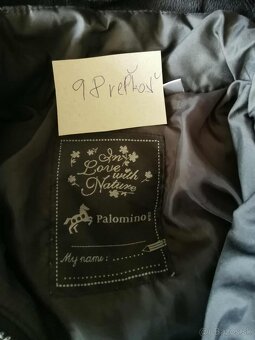 98
In
Love
with
Nature
Palomino
My name :